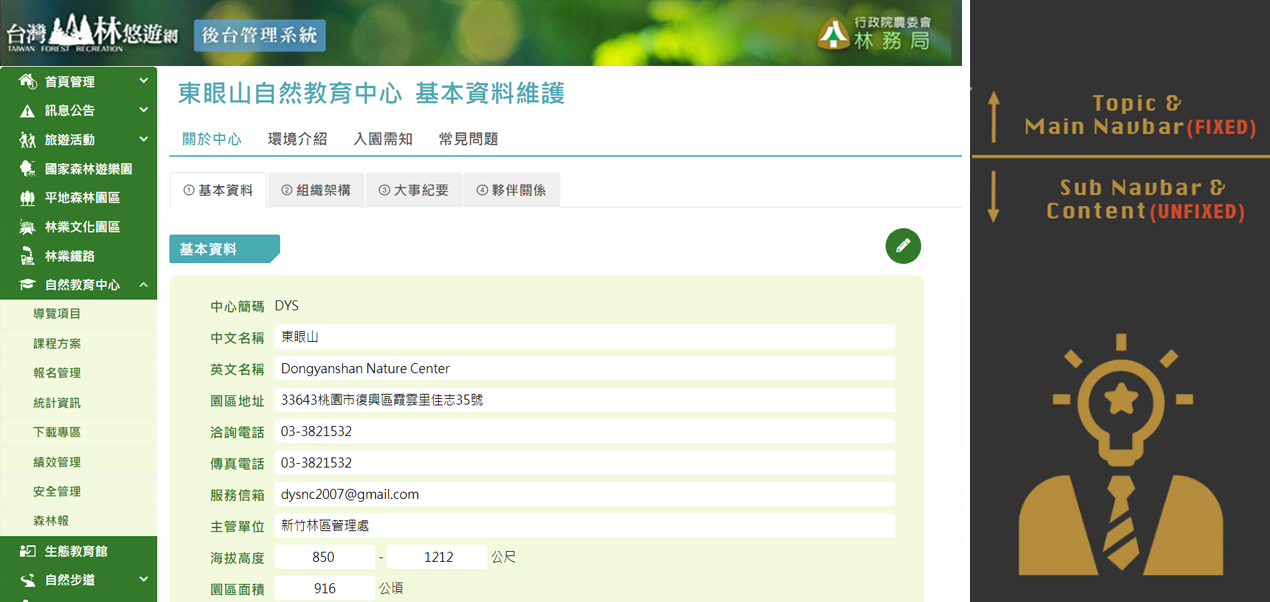 台灣山林悠遊網
TAIWAN FOREST RECREATION
後台管理系統
行政院農委會
林務局
首頁管理
訊息公告
旅遊活動
國家森林遊樂園
平地森林園區
林業文化園區
林業鐵路
自然教育中心
導覽項目
課程方案
報名管理
統計資訊
下載專區
績效管理
安全管理
森林報
生態教育館
自然步道
東眼山自然教育中心 基本資料維護
關於中心 環境介紹 入園需知 常見問題
① 基本資料 ② 組織架構 ③ 大事紀要 ④ 夥伴關係
基本資料
中心簡碼 DYS
中文名稱 東眼山
英文名稱 Dongyanshan Nature Center
園區地址 33643桃園市復興區霞雲里佳志35號
洽詢電話 03-3821532
傳真電話 03-3821532
服務信箱 dysnc2007@gmail.com
主管單位 新竹林區管理處
海拔高度 850 - 1212 公尺
園區面積 916 公頃
Topic &
Main Navbar(FIXED)
Sub Navbar &
Content(UNFIXED)